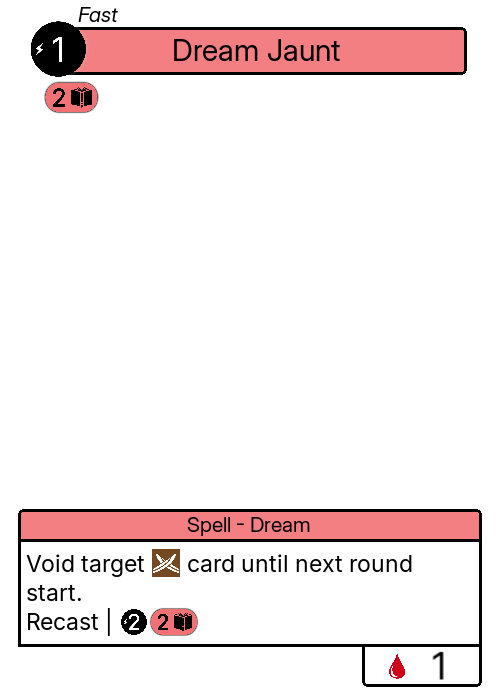 Fast
1
Dream Jaunt
2
Spell - Dream
Void target card until next round
start.
Recast | 2 2
1